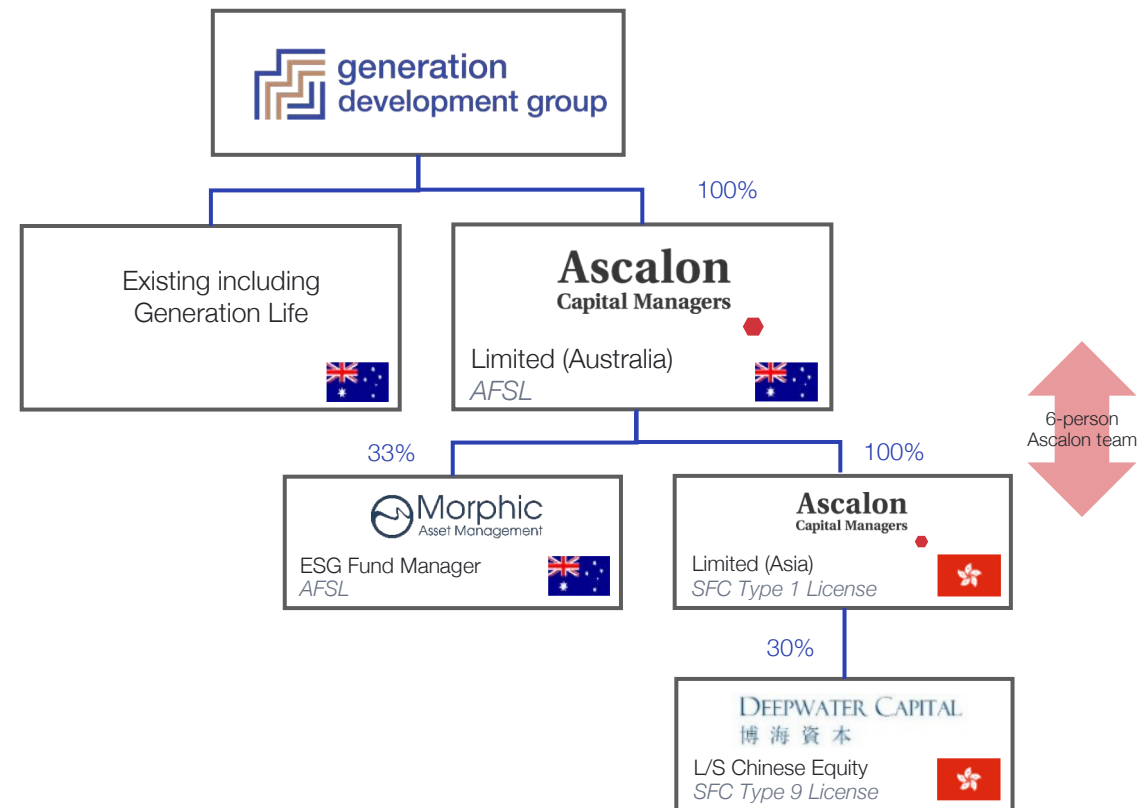 generation
development group
100%
Existing including
Generation Life
Ascalon
Capital Managers
Limited (Australia)
AFSL
6-person
Ascalon team
33%
100%
Morphic
Asset Management
ESG Fund Manager
AFSL
Ascalon
Capital Managers
Limited (Asia)
SFC Type 1 License
30%
DEEPWATER CAPITAL
博海資本
L/S Chinese Equity
SFC Type 9 License